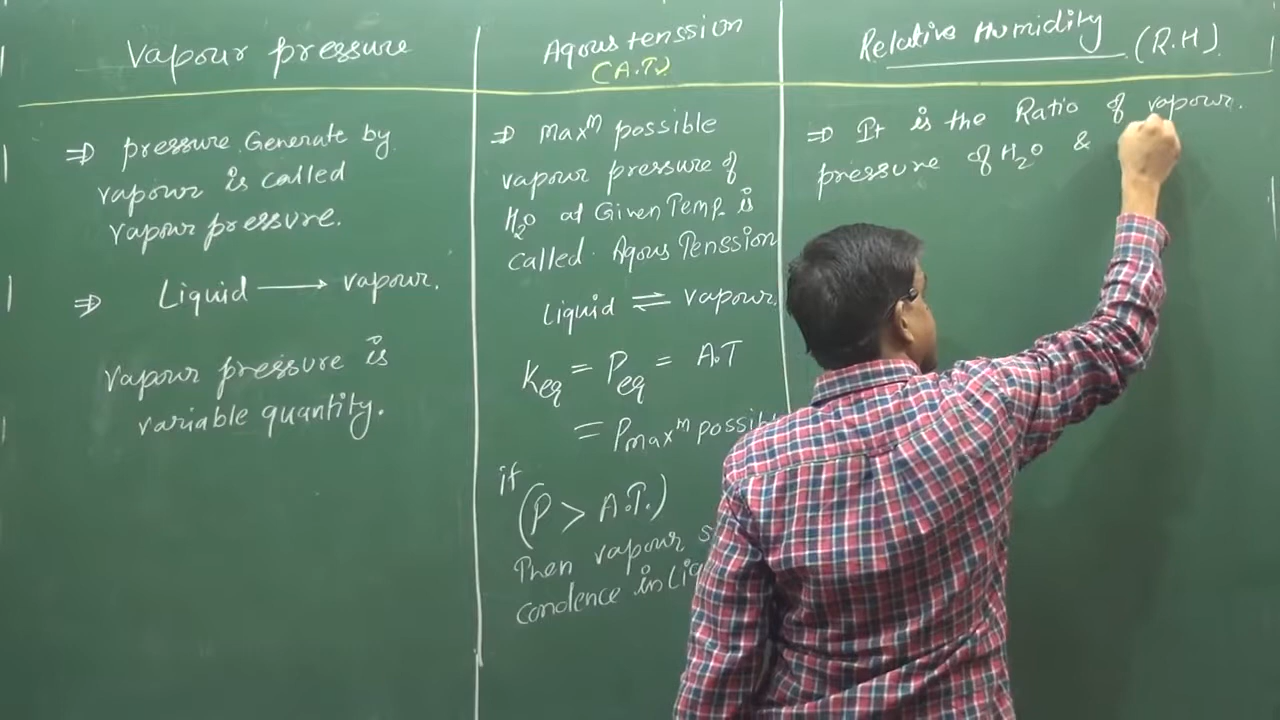 Vapour pressure
⇒ pressure Generate by
vapour is called
vapour pressure.
⇒ Liquid ⟶ vapour.
vapour pressure is
variable quantity.
Aqous tenssion
(A.T.)
⇒ Maxᵐ possible
vapour pressure of
H₂O at Given Temp. is
called. Aqous Tenssion
Liquid ⇌ vapour.
Keq = Peq = A.T
= Pmaxᵐ possib
if
(P > A.T.)
Then vapour s
condence in Liq
Relative Humidity (R.H).
⇒ It is the Ratio of vapour.
pressure of H₂O &